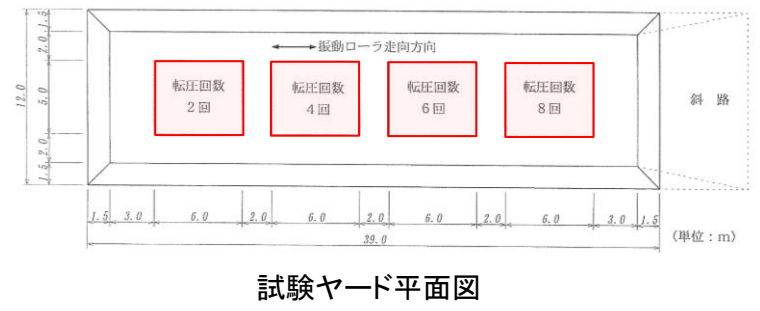 1.5
2.0
5.0
2.0
1.5
12.0
振動ローラ走向方向
転圧回数
2回
転圧回数
4回
転圧回数
6回
転圧回数
8回
斜 路
1.5 3.0 6.0 2.0 6.0 2.0 6.0 2.0 6.0 3.0 1.5
39.0
(単位:m)
試験ヤード平面図